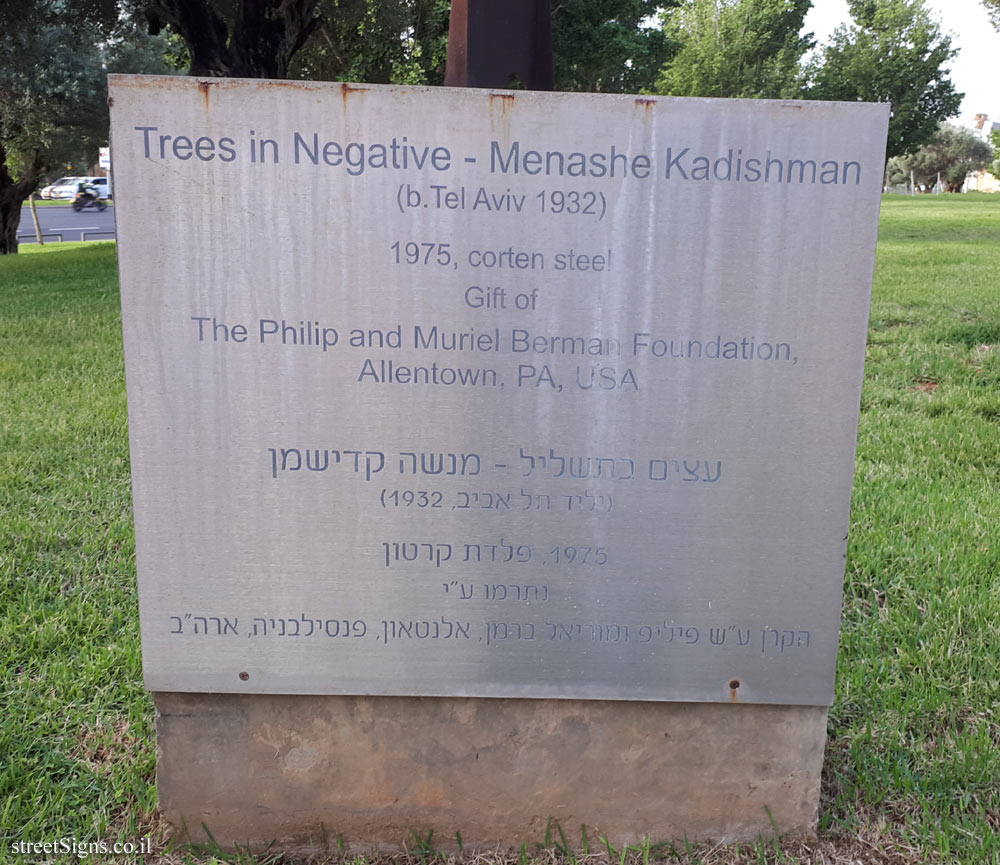 Trees in Negative - Menashe Kadishman
(b.Tel Aviv 1932)
1975, corten steel
Gift of
The Philip and Muriel Berman Foundation,
Allentown, PA, USA
עצים בתשליל - מנשה קדישמן
(יליד תל אביב, 1932)
1975, פלדת קרטון
נתרמו ע״י
הקרן ע״ש פיליפ ומוריאל ברמן, אלנטאון, פנסילבניה, ארה״ב
streetSigns.co.il